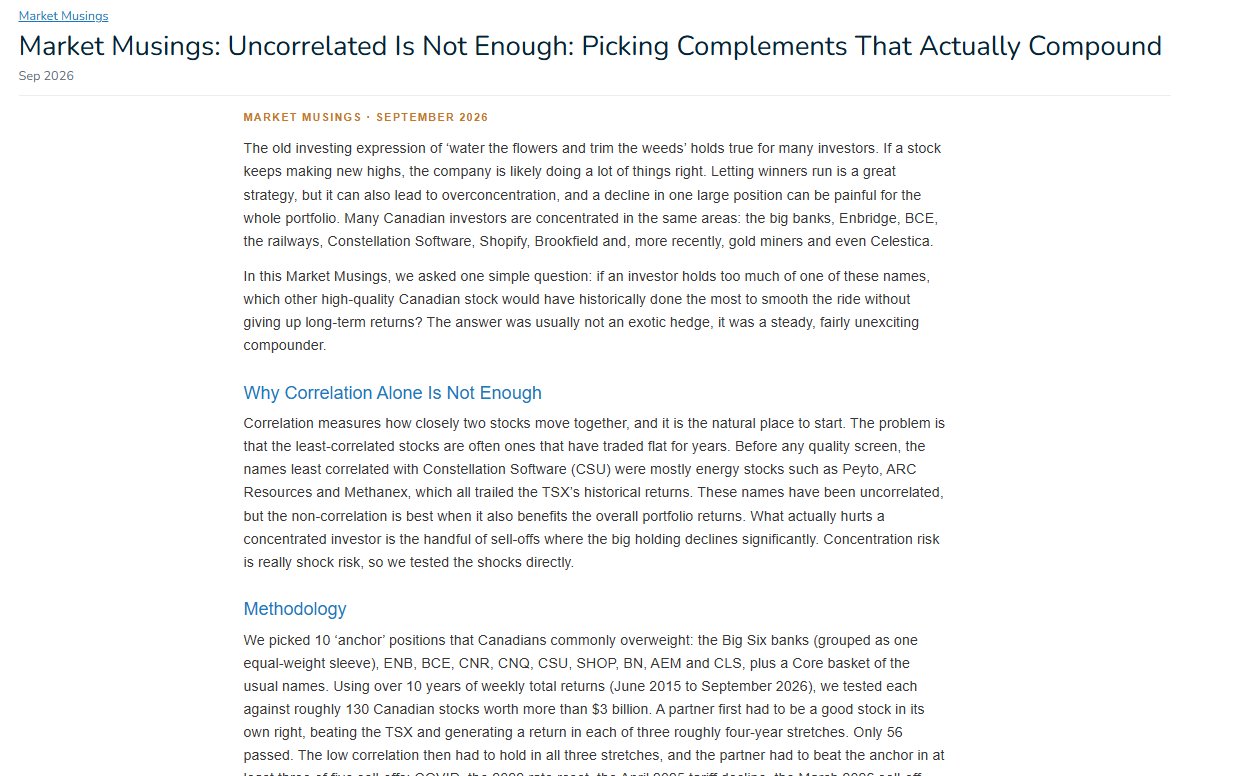 Market Musings
Market Musings: Uncorrelated Is Not Enough: Picking Complements That Actually Compound
Sep 2026
MARKET MUSINGS · SEPTEMBER 2026
The old investing expression of ‘water the flowers and trim the weeds’ holds true for many investors. If a stock
keeps making new highs, the company is likely doing a lot of things right. Letting winners run is a great
strategy, but it can also lead to overconcentration, and a decline in one large position can be painful for the
whole portfolio. Many Canadian investors are concentrated in the same areas: the big banks, Enbridge, BCE,
the railways, Constellation Software, Shopify, Brookfield and, more recently, gold miners and even Celestica.
In this Market Musings, we asked one simple question: if an investor holds too much of one of these names,
which other high-quality Canadian stock would have historically done the most to smooth the ride without
giving up long-term returns? The answer was usually not an exotic hedge, it was a steady, fairly unexciting
compounder.
Why Correlation Alone Is Not Enough
Correlation measures how closely two stocks move together, and it is the natural place to start. The problem is
that the least-correlated stocks are often ones that have traded flat for years. Before any quality screen, the
names least correlated with Constellation Software (CSU) were mostly energy stocks such as Peyto, ARC
Resources and Methanex, which all trailed the TSX’s historical returns. These names have been uncorrelated,
but the non-correlation is best when it also benefits the overall portfolio returns. What actually hurts a
concentrated investor is the handful of sell-offs where the big holding declines significantly. Concentration risk
is really shock risk, so we tested the shocks directly.
Methodology
We picked 10 ‘anchor’ positions that Canadians commonly overweight: the Big Six banks (grouped as one
equal-weight sleeve), ENB, BCE, CNR, CNQ, CSU, SHOP, BN, AEM and CLS, plus a Core basket of the
usual names. Using over 10 years of weekly total returns (June 2015 to September 2026), we tested each
against roughly 130 Canadian stocks worth more than $3 billion. A partner first had to be a good stock in its
own right, beating the TSX and generating a return in each of three roughly four-year stretches. Only 56
passed. The low correlation then had to hold in all three stretches, and the partner had to beat the anchor in at